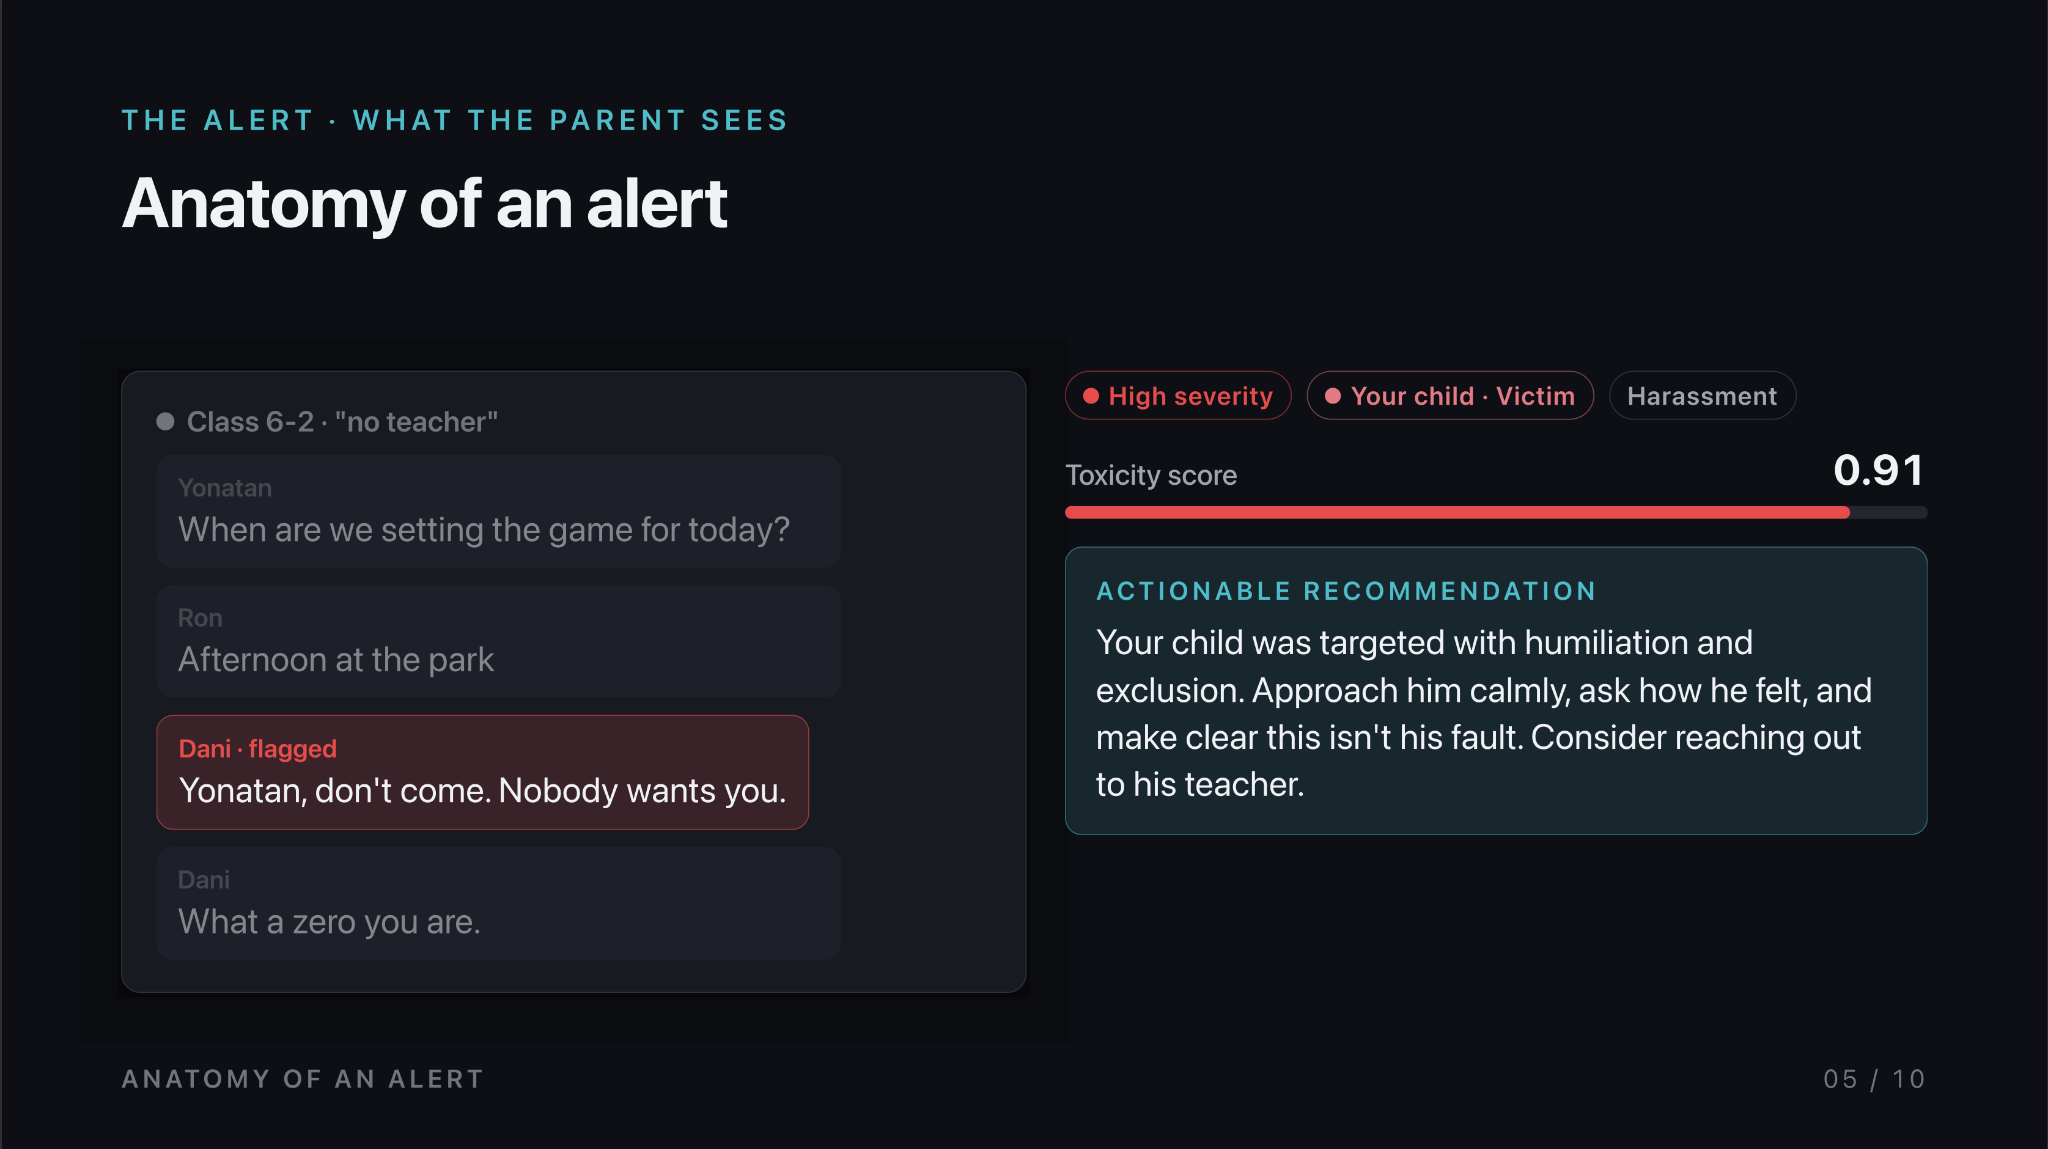 THE ALERT · WHAT THE PARENT SEES
Anatomy of an alert
Class 6-2 · "no teacher"
Yonatan
When are we setting the game for today?
Ron
Afternoon at the park
Dani · flagged
Yonatan, don't come. Nobody wants you.
Dani
What a zero you are.
High severity
Your child · Victim
Harassment
Toxicity score
0.91
ACTIONABLE RECOMMENDATION
Your child was targeted with humiliation and
exclusion. Approach him calmly, ask how he felt, and
make clear this isn't his fault. Consider reaching out
to his teacher.
ANATOMY OF AN ALERT
05 / 10